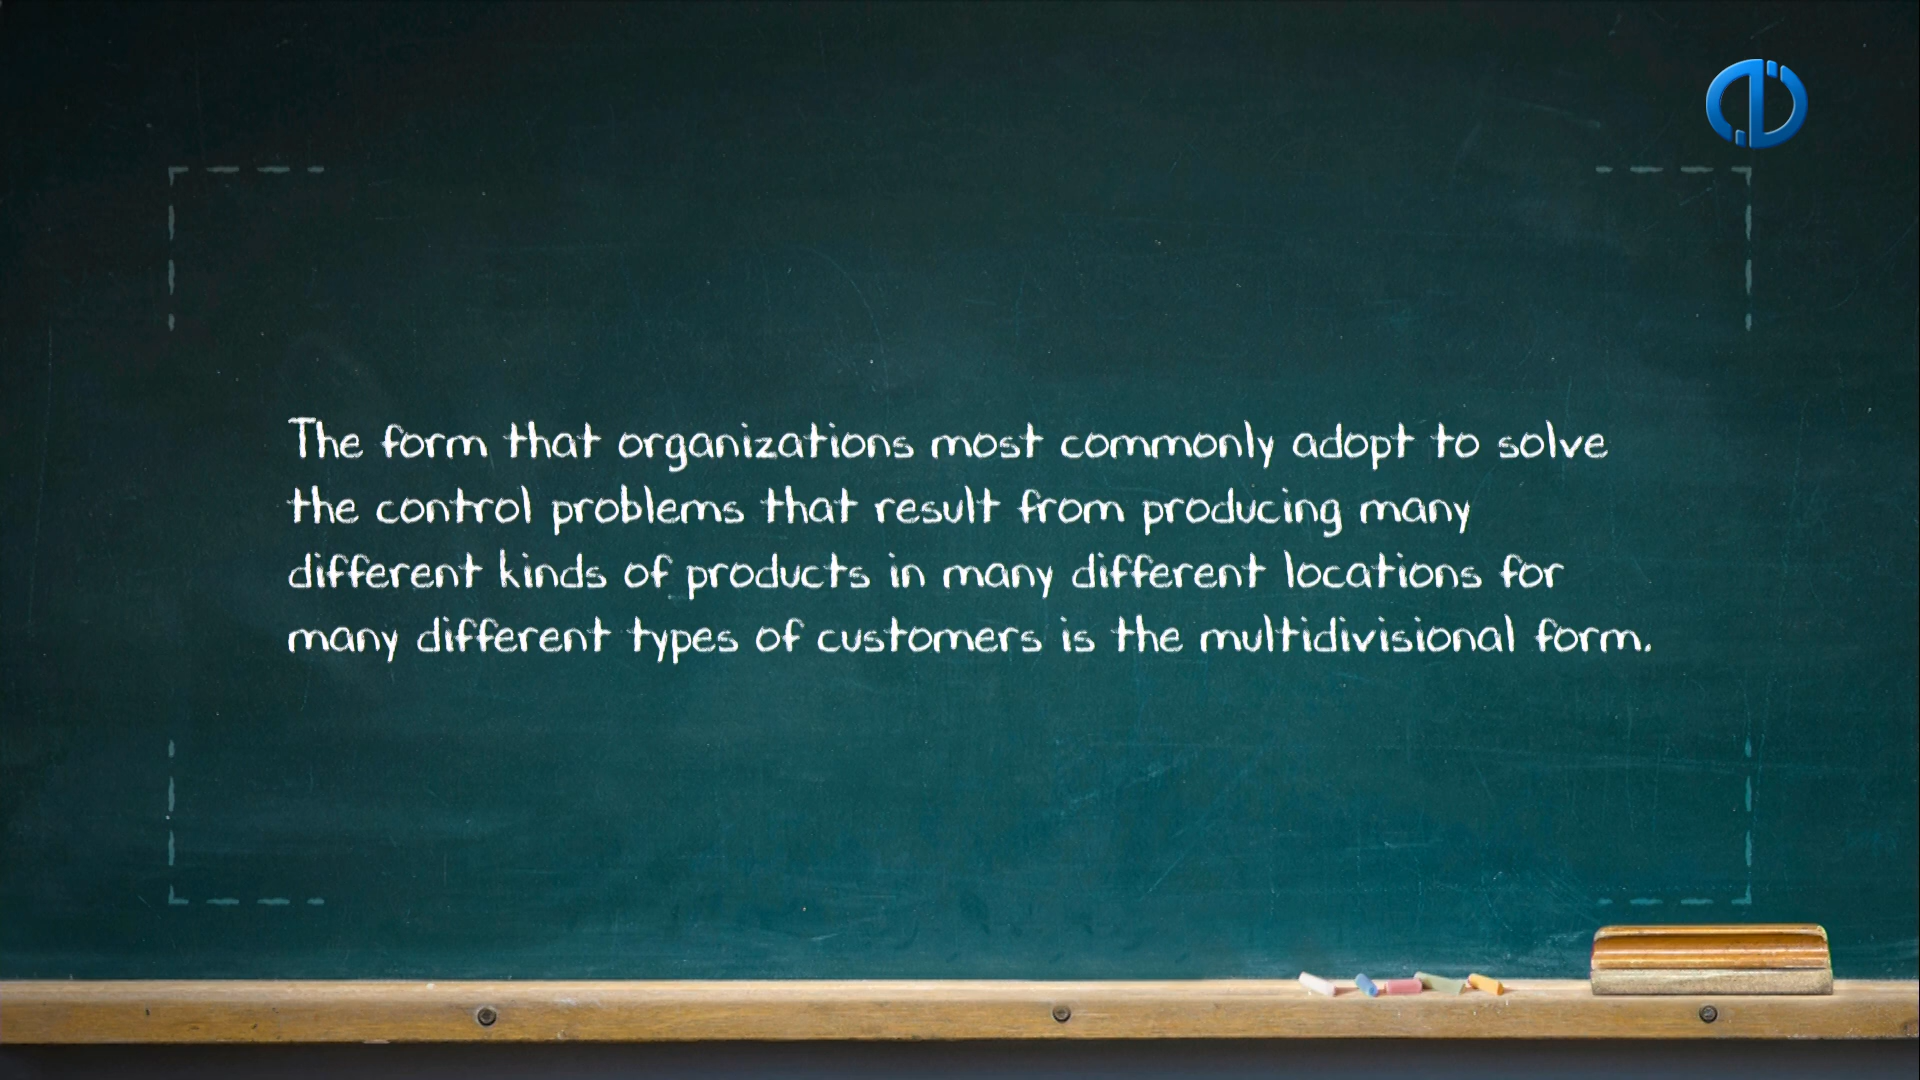 The form that organizations most commonly adopt to solve
the control problems that result from producing many
different kinds of products in many different locations for
many different types of customers is the multidivisional form.